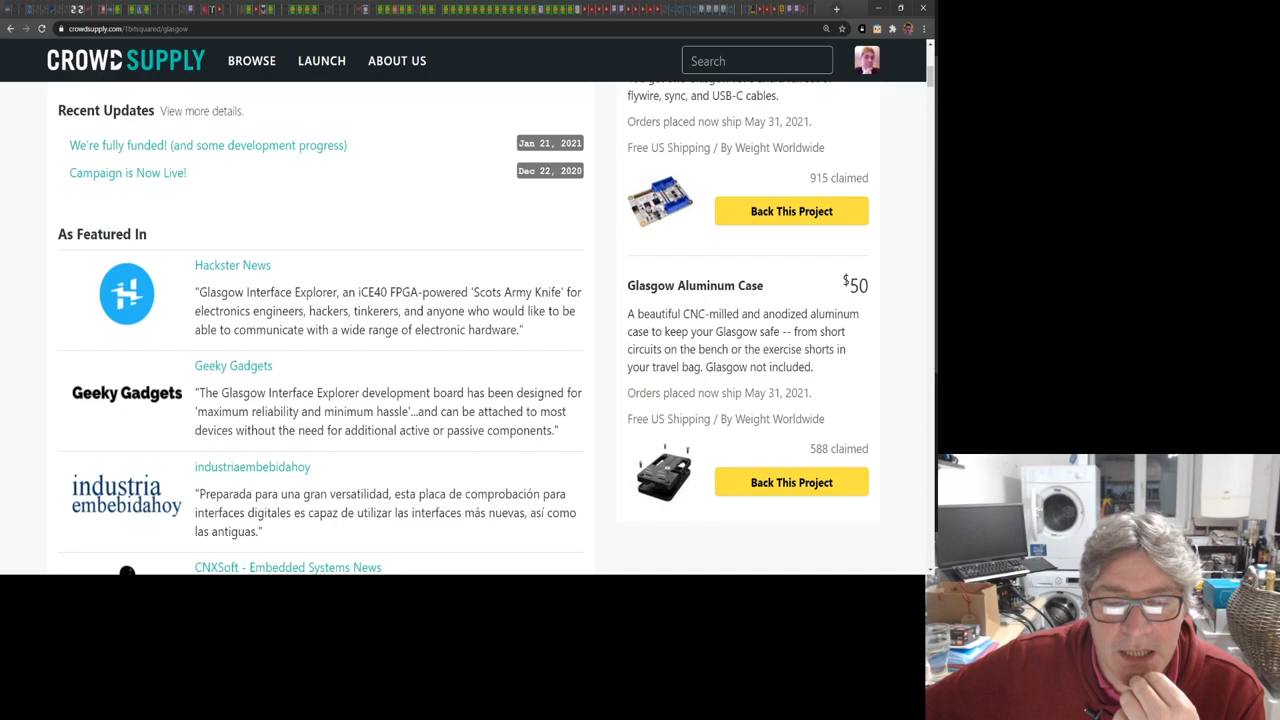 crowdsupply.com/1bitsquared/glasgow
CROWD SUPPLY
BROWSE
LAUNCH
ABOUT US
Search
Recent Updates View more details.
We're fully funded! (and some development progress)
Jan 21, 2021
Campaign is Now Live!
Dec 22, 2020
As Featured In
Hackster News
"Glasgow Interface Explorer, an iCE40 FPGA-powered 'Scots Army Knife' for
electronics engineers, hackers, tinkerers, and anyone who would like to be
able to communicate with a wide range of electronic hardware."
Geeky Gadgets
Geeky Gadgets
"The Glasgow Interface Explorer development board has been designed for
'maximum reliability and minimum hassle'...and can be attached to most
devices without the need for additional active or passive components."
industria
embebidahoy
industriaembebidahoy
"Preparada para una gran versatilidad, esta placa de comprobación para
interfaces digitales es capaz de utilizar las interfaces más nuevas, así como
las antiguas."
CNXSoft - Embedded Systems News
flywire, sync, and USB-C cables.
Orders placed now ship May 31, 2021.
Free US Shipping / By Weight Worldwide
915 claimed
Back This Project
Glasgow Aluminum Case
$50
A beautiful CNC-milled and anodized aluminum
case to keep your Glasgow safe -- from short
circuits on the bench or the exercise shorts in
your travel bag. Glasgow not included.
Orders placed now ship May 31, 2021.
Free US Shipping / By Weight Worldwide
588 claimed
Back This Project